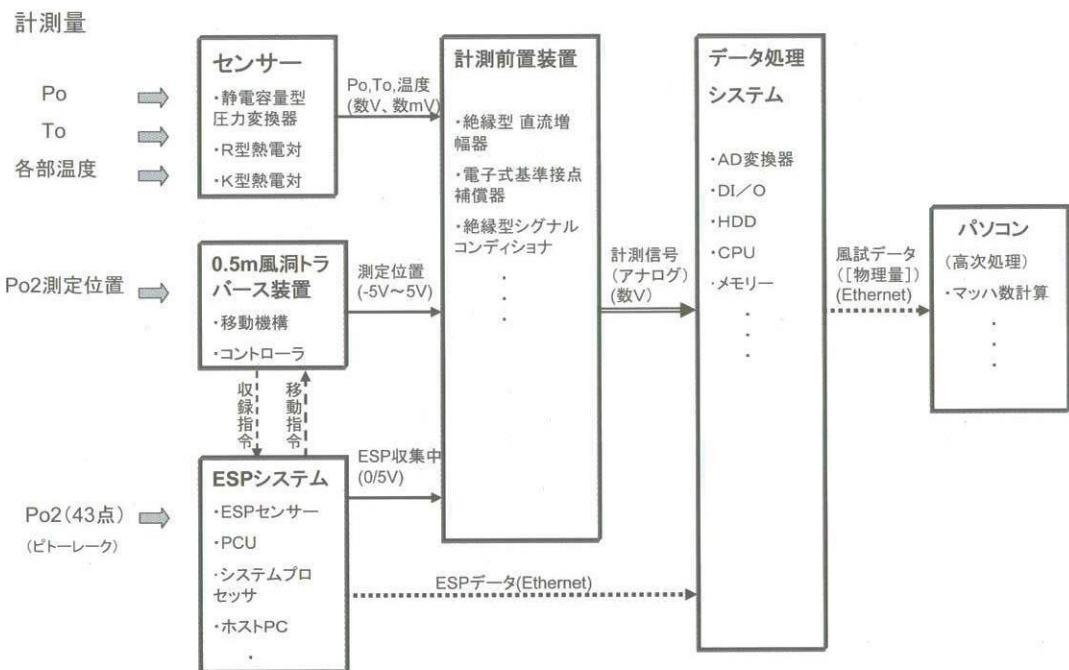 計測量
Po
To
各部温度
Po2測定位置
Po2(43点)
(ピトーレーク)
センサー
・静電容量型
圧力変換器
・R型熱電対
・K型熱電対
Po,To,温度
(数V、数mV)
0.5m風洞トラ
バース装置
・移動機構
・コントローラ
測定位置
(-5V～5V)
収録指令
移動指令
ESPシステム
・ESPセンサー
・PCU
・システムプロ
セッサ
・ホストPC
・
ESP収集中
(0/5V)
ESPデータ(Ethernet)
計測前置装置
・絶縁型 直流増
幅器
・電子式基準接点
補償器
・絶縁型シグナル
コンディショナ
・
・
・
・
計測信号
(アナログ)
(数V)
データ処理
システム
・AD変換器
・DI／O
・HDD
・CPU
・メモリー
・
・
・
・
風試データ
([物理量])
(Ethernet)
パソコン
(高次処理)
・マッハ数計算
・
・
・